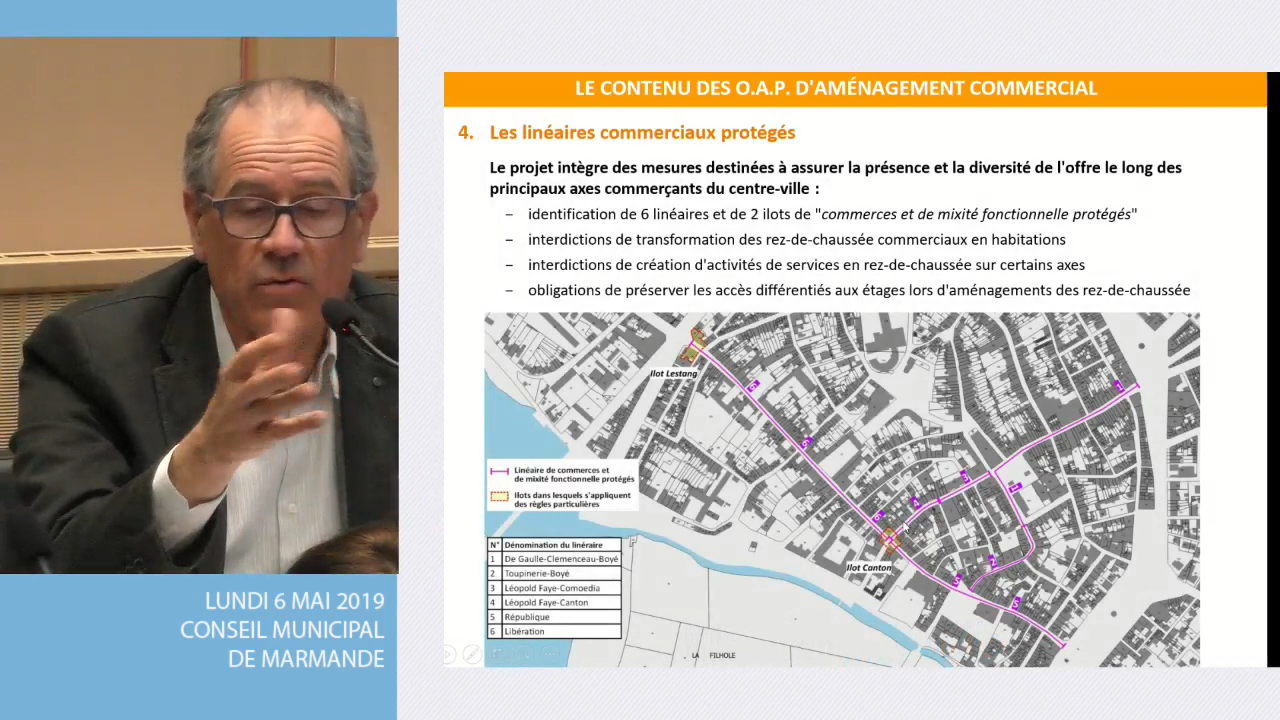 LE CONTENU DES O.A.P. D'AMÉNAGEMENT COMMERCIAL
4. Les linéaires commerciaux protégés
Le projet intègre des mesures destinées à assurer la présence et la diversité de l'offre le long des
principaux axes commerçants du centre-ville :
– identification de 6 linéaires et de 2 ilots de "commerces et de mixité fonctionnelle protégés"
– interdictions de transformation des rez-de-chaussée commerciaux en habitations
– interdictions de création d'activités de services en rez-de-chaussée sur certains axes
– obligations de préserver les accès différentiés aux étages lors d'aménagements des rez-de-chaussée
Ilot Lestang
Linéaire de commerces et
de mixité fonctionnelle protégés
Ilots dans lesquels s'appliquent
des règles particulières
Ilot Canton
N° Dénomination du linéraire
1 De Gaulle-Clemenceau-Boyé
2 Toupinerie-Boyé
3 Léopold Faye-Comoedia
4 Léopold Faye-Canton
5 République
6 Libération
LA FILHOLE
LUNDI 6 MAI 2019
CONSEIL MUNICIPAL
DE MARMANDE